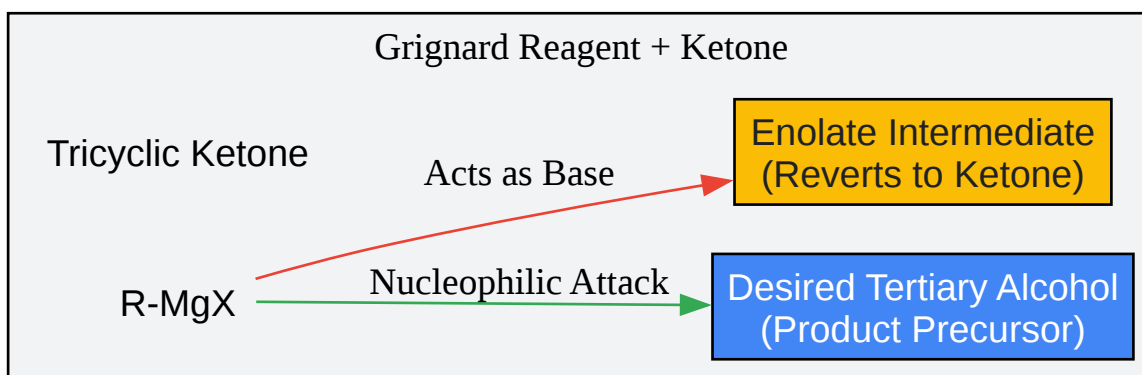 Grignard Reagent + Ketone
Tricyclic Ketone
Acts as Base
Enolate Intermediate
(Reverts to Ketone)
R-MgX
Nucleophilic Attack
Desired Tertiary Alcohol
(Product Precursor)